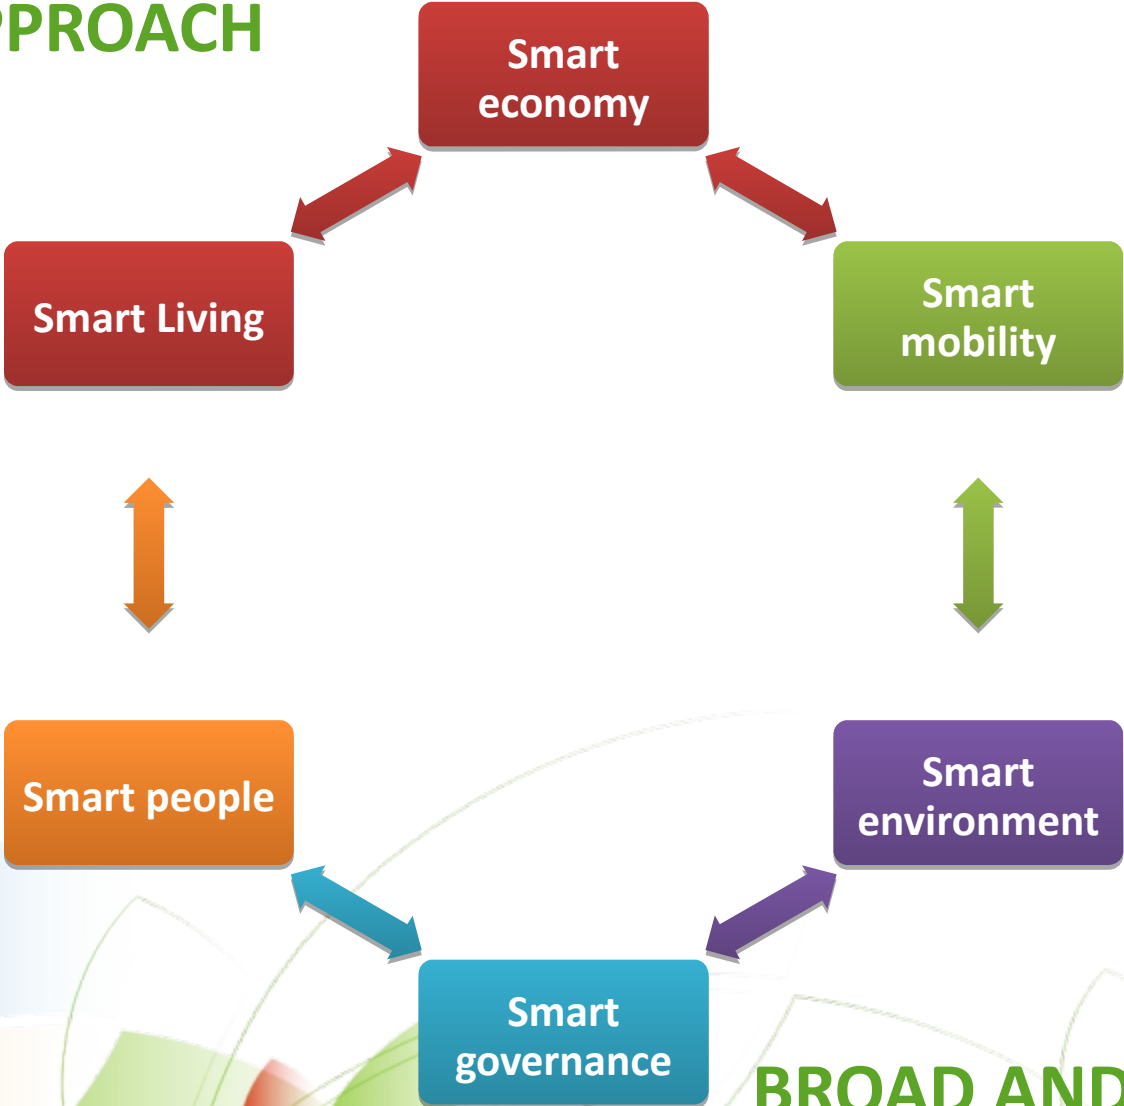 PPROACH
Smart
economy
Smart Living
Smart
mobility
Smart people
Smart
environment
Smart
governance
BROAD AND